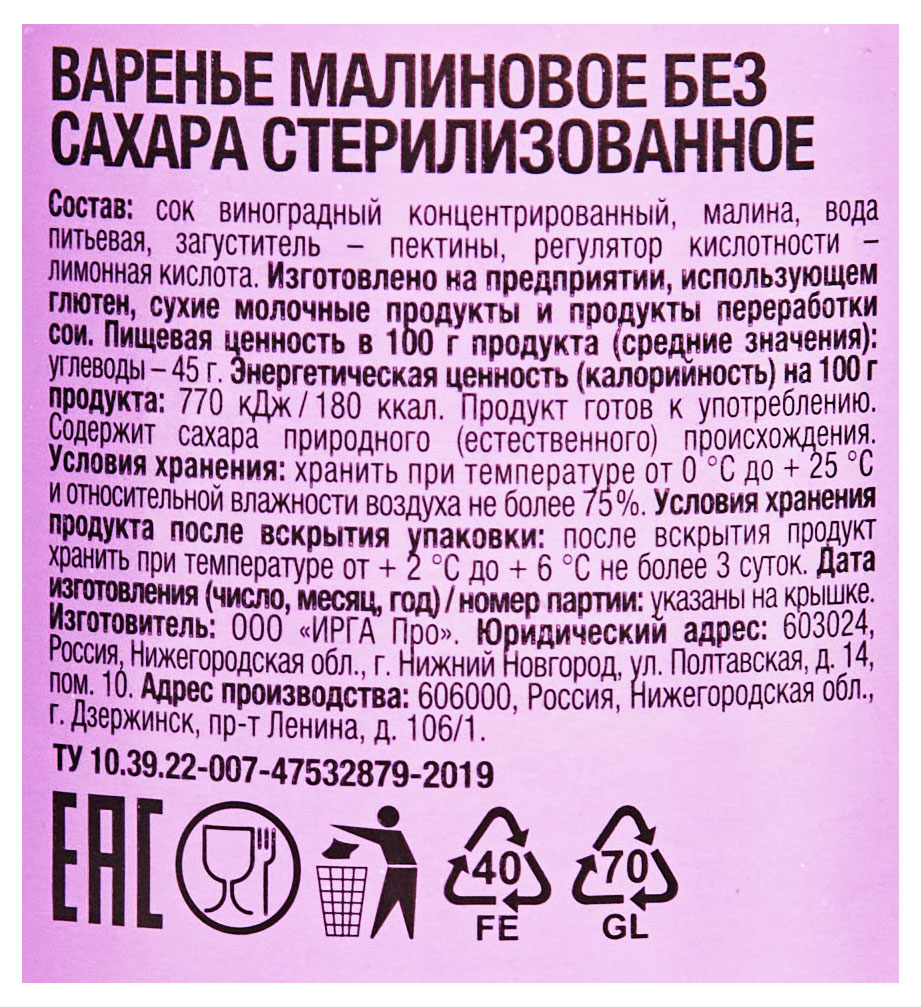 ВАРЕНЬЕ МАЛИНОВОЕ БЕЗ
САХАРА СТЕРИЛИЗОВАННОЕ
Состав: сок виноградный концентрированный, малина, вода
питьевая, загуститель – пектины, регулятор кислотности –
лимонная кислота. Изготовлено на предприятии, использующем
глютен, сухие молочные продукты и продукты переработки
сои. Пищевая ценность в 100 г продукта (средние значения):
углеводы – 45 г. Энергетическая ценность (калорийность) на 100 г
продукта: 770 кДж / 180 ккал. Продукт готов к употреблению.
Содержит сахара природного (естественного) происхождения.
Условия хранения: хранить при температуре от 0 °С до + 25 °С
и относительной влажности воздуха не более 75%. Условия хранения
продукта после вскрытия упаковки: после вскрытия продукт
хранить при температуре от + 2 °С до + 6 °С не более 3 суток. Дата
изготовления (число, месяц, год) / номер партии: указаны на крышке.
Изготовитель: ООО «ИРГА Про». Юридический адрес: 603024,
Россия, Нижегородская обл., г. Нижний Новгород, ул. Полтавская, д. 14,
пом. 10. Адрес производства: 606000, Россия, Нижегородская обл.,
г. Дзержинск, пр-т Ленина, д. 106/1.
ТУ 10.39.22-007-47532879-2019
ЕАС 40 70
FE GL